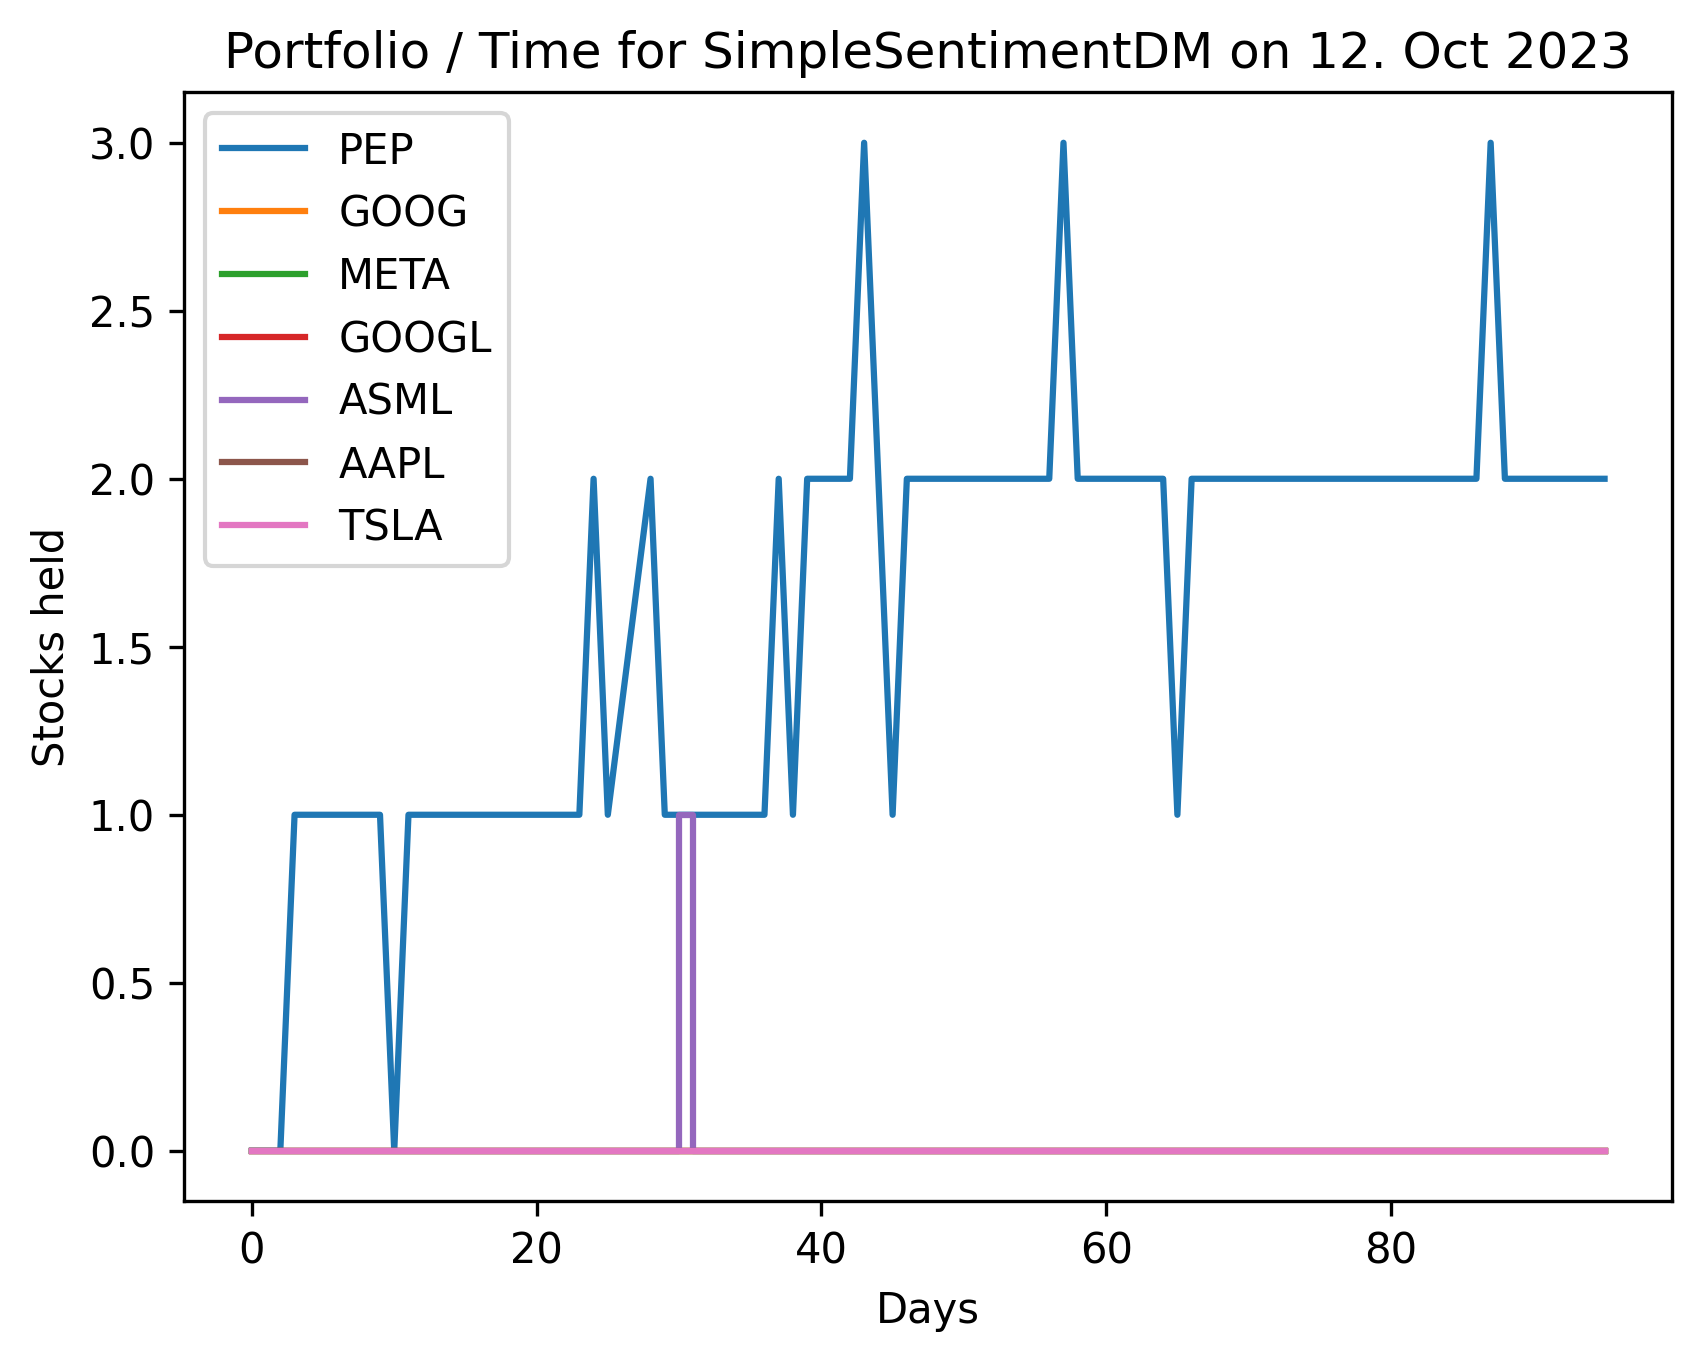 Portfolio / Time for SimpleSentimentDM on 12. Oct 2023
PEP
GOOG
META
GOOGL
ASML
AAPL
TSLA
3.0
2.5
2.0
1.5
1.0
0.5
0.0
Stocks held
0 20 40 60 80
Days